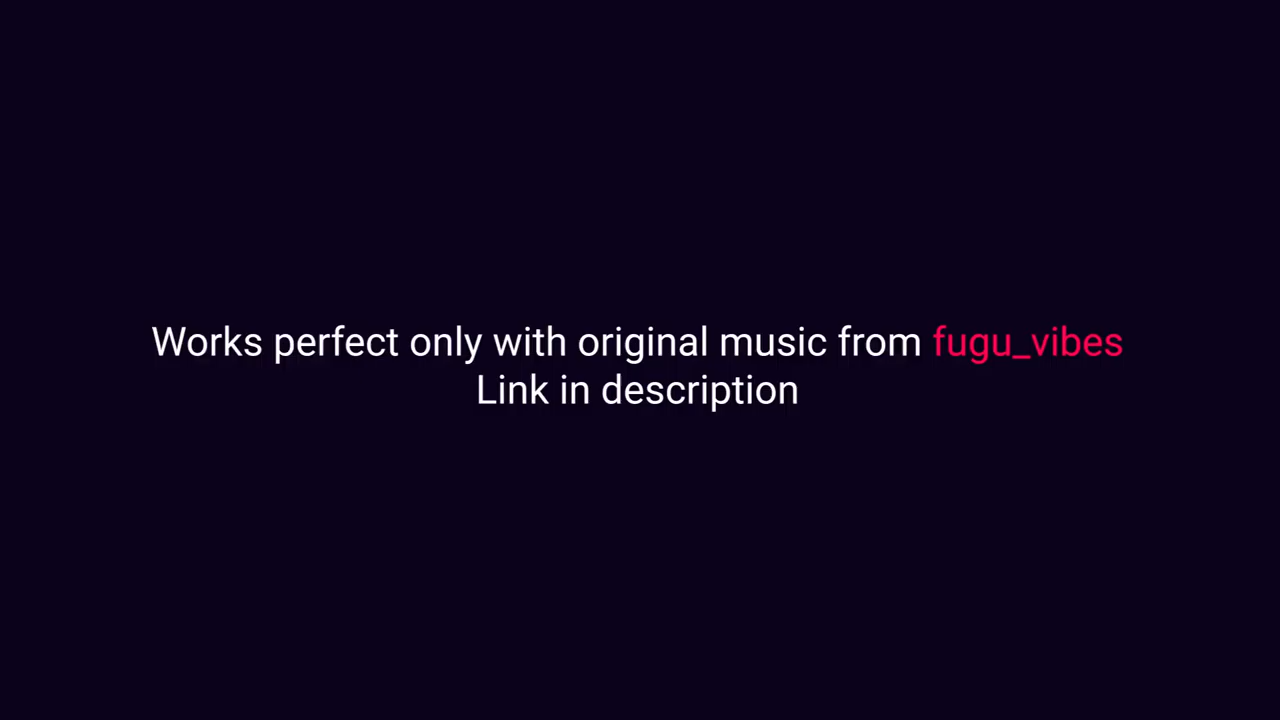 Works perfect only with original music from fugu_vibes
Link in description